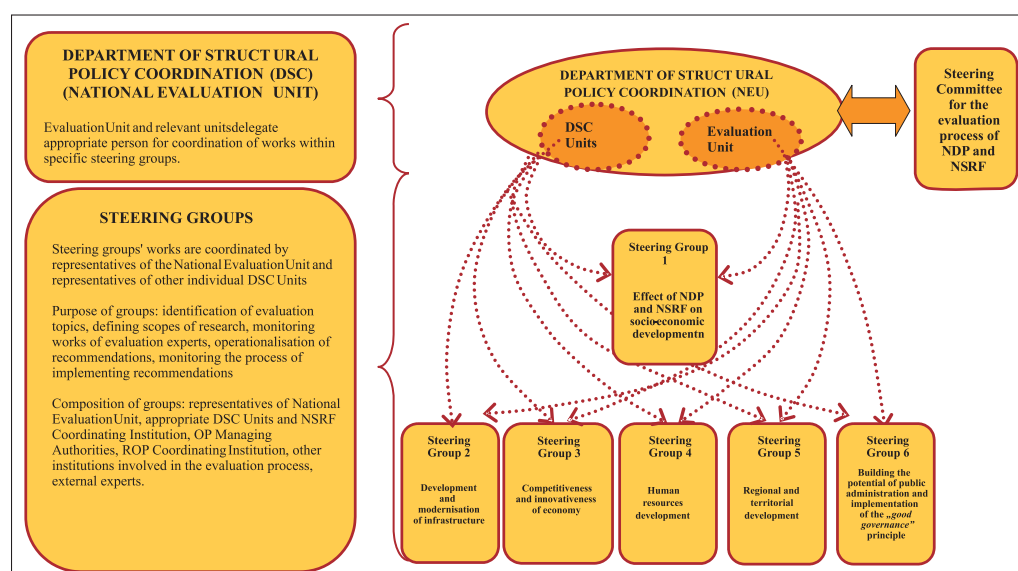 DEPARTMENT OF STRUCT URAL
POLICY COORDINATION (DSC)
(NATIONAL EVALUATION UNIT)
EvaluationUnit and relevant unitsdelegate
appropriate person for coordination of works within
specific steering groups.
STEERING GROUPS
Steering groups' works are coordinated by
representatives of the National EvaluationUnit and
representatives of other individual DSCUnits
Purpose of groups: identification of evaluation
topics, defining scopes of research, monitoring
works of evaluation experts, operationalisation of
recommendations, monitoring the process of
implementing recommendations
Composition of groups: representatives of National
EvaluationUnit, appropriate DSC Units and NSRF
Coordinating Institution, OP Managing
Authorities, ROP Coordinating Institution, other
institutions involved in the evaluation process,
external experts.
DEPARTMENT OF STRUCT URAL
POLICY COORDINATION (NEU)
DSC
Units
Evaluation
Unit
Steering
Committee
for the
evaluation
process of
NDP and
NSRF
Steering Group
1
Effect of NDP
and NSRF on
socio-economic
developmentn
Steering
Group 2
Development
and
modernisation
of infrastructure
Steering
Group 3
Competitiveness
and innovativeness
of economy
Steering
Group 4
Human
resources
development
Steering
Group 5
Regional and
territorial
development
Steering
Group 6
Building the
potential of public
administration and
implementation
of the „good
governance”
principle